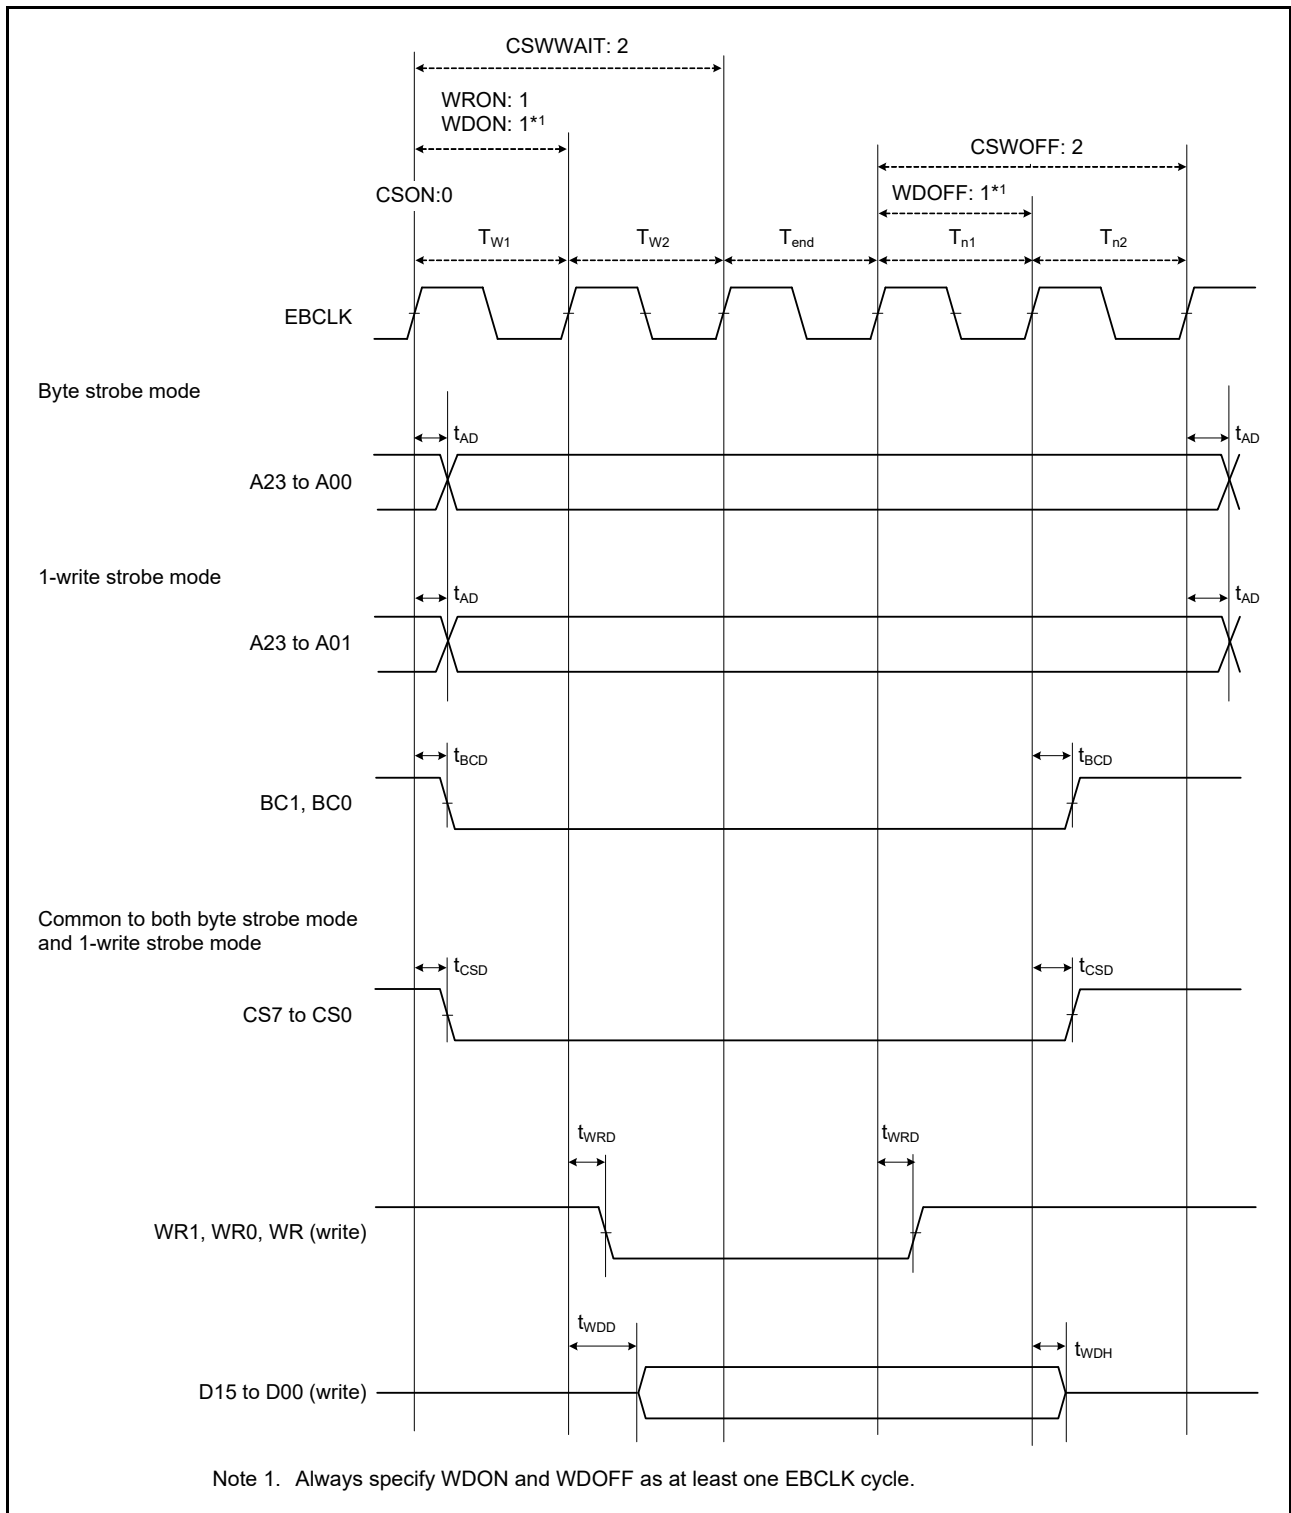 CSWWAIT: 2
WRON: 1
WDON: 1*1
CSON:0
CSWOFF: 2
WDOFF: 1*1
TW1 TW2 Tend Tn1 Tn2
EBCLK
Byte strobe mode
tAD tAD
A23 to A00
1-write strobe mode
tAD tAD
A23 to A01
tBCD tBCD
BC1, BC0
Common to both byte strobe mode
and 1-write strobe mode
tCSD tCSD
CS7 to CS0
tWRD tWRD
WR1, WR0, WR (write)
tWDD tWDH
D15 to D00 (write)
Note 1. Always specify WDON and WDOFF as at least one EBCLK cycle.